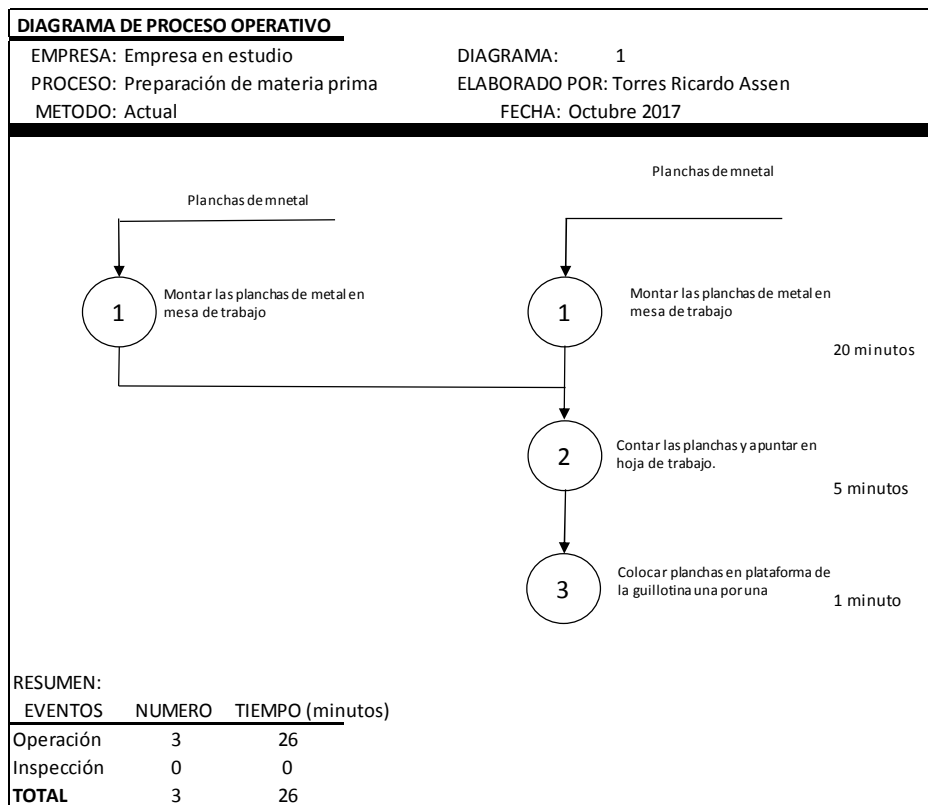 DIAGRAMA DE PROCESO OPERATIVO
EMPRESA: Empresa en estudio DIAGRAMA: 1
PROCESO: Preparación de materia prima ELABORADO POR: Torres Ricardo Assen
METODO: Actual FECHA: Octubre 2017
Planchas de mnetal
Planchas de mnetal
1
Montar las planchas de metal en
mesa de trabajo
1
Montar las planchas de metal en
mesa de trabajo
20 minutos
2
Contar las planchas y apuntar en
hoja de trabajo.
5 minutos
3
Colocar planchas en plataforma de
la guillotina una por una
1 minuto
RESUMEN:
EVENTOS NUMERO TIEMPO (minutos)
Operación 3 26
Inspección 0 0
TOTAL 3 26